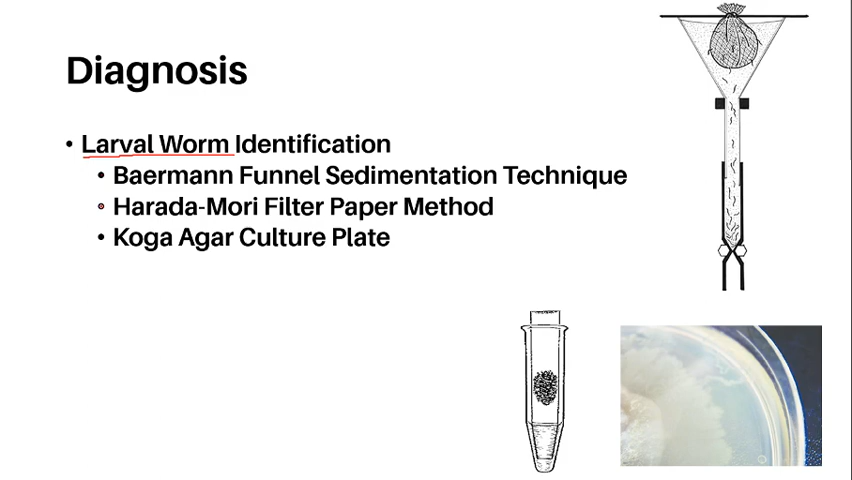 Diagnosis
• Larval Worm Identification
• Baermann Funnel Sedimentation Technique
• Harada-Mori Filter Paper Method
• Koga Agar Culture Plate